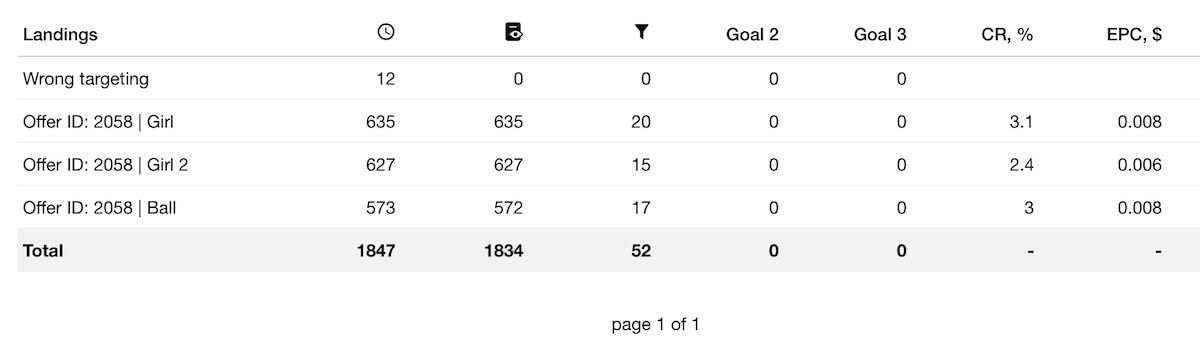 Landings Goal 2 Goal 3 CR, % EPC, $
Wrong targeting 12 0 0 0 0
Offer ID: 2058 | Girl 635 635 20 0 0 3.1 0.008
Offer ID: 2058 | Girl 2 627 627 15 0 0 2.4 0.006
Offer ID: 2058 | Ball 573 572 17 0 0 3 0.008
Total 1847 1834 52 0 0 - -
page 1 of 1